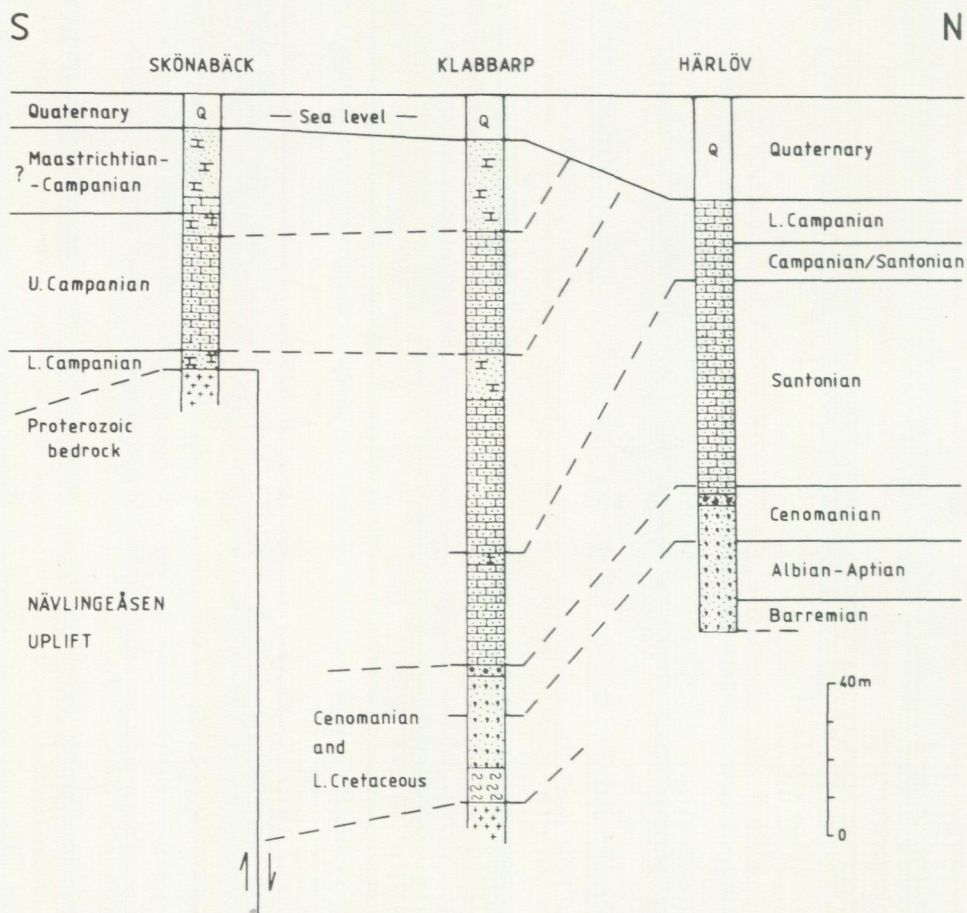 S
N
SKÖNABÄCK
KLABBARP
HÄRLÖV
Quaternary
Q
— Sea level —
Q
Q
Quaternary
? Maastrichtian-
-Campanian
L. Campanian
Campanian/Santonian
U. Campanian
L. Campanian
Santonian
Proterozoic
bedrock
Cenomanian
Albian-Aptian
NÄVLINGEÅSEN
UPLIFT
Barremian
Cenomanian
and
L. Cretaceous
40m
0